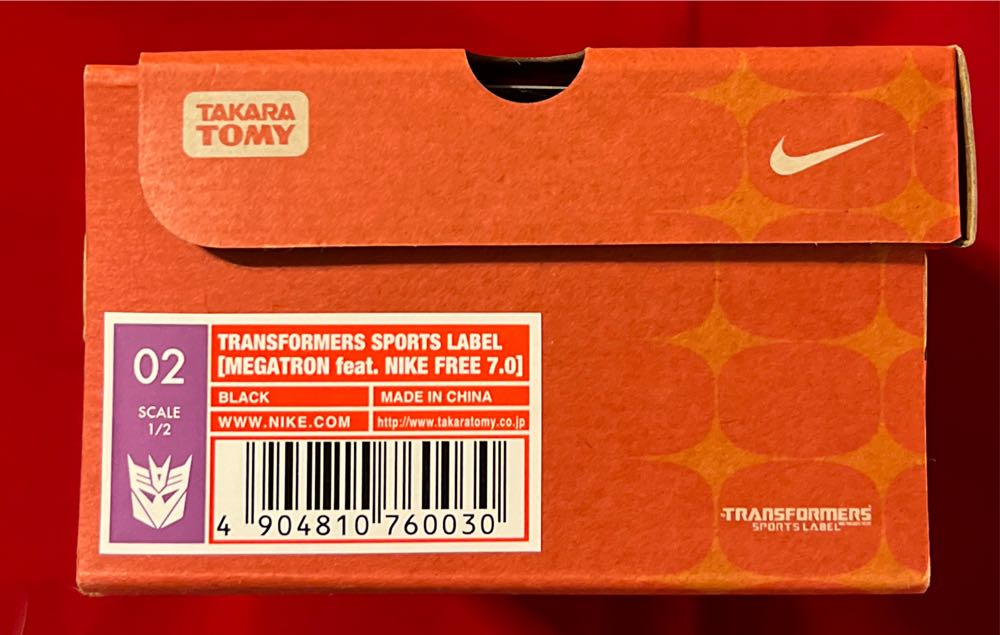 TAKARA
TOMY
02
SCALE
1/2
TRANSFORMERS SPORTS LABEL
[MEGATRON feat. NIKE FREE 7.0]
BLACK
MADE IN CHINA
WWW.NIKE.COM
http://www.takaratomy.co.jp
4 904810 760030
TRANSFORMERS
SPORTS LABEL